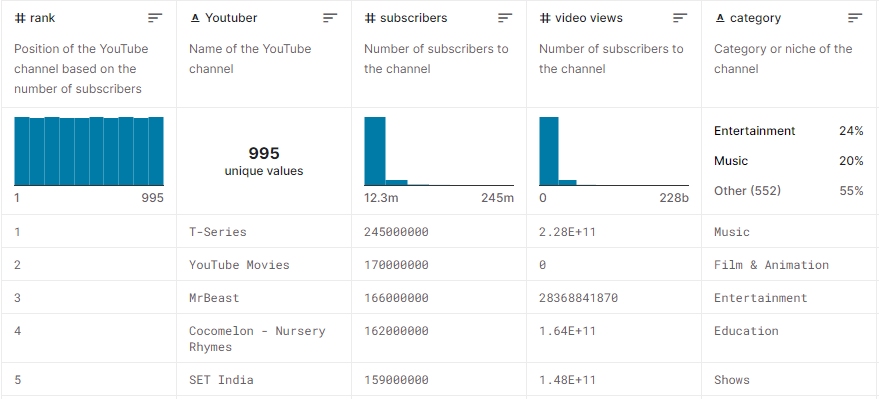 # rank
A Youtuber
# subscribers
# video views
A category
Position of the YouTube
channel based on the
number of subscribers
Name of the YouTube
channel
Number of subscribers to
the channel
Number of subscribers to
the channel
Category or niche of the
channel
1 995
995
unique values
12.3m 245m
0 228b
Entertainment 24%
Music 20%
Other (552) 55%
1 T-Series 245000000 2.28E+11 Music
2 YouTube Movies 170000000 0 Film & Animation
3 MrBeast 166000000 28368841870 Entertainment
4 Cocomelon - Nursery 162000000 1.64E+11 Education
Rhymes
5 SET India 159000000 1.48E+11 Shows